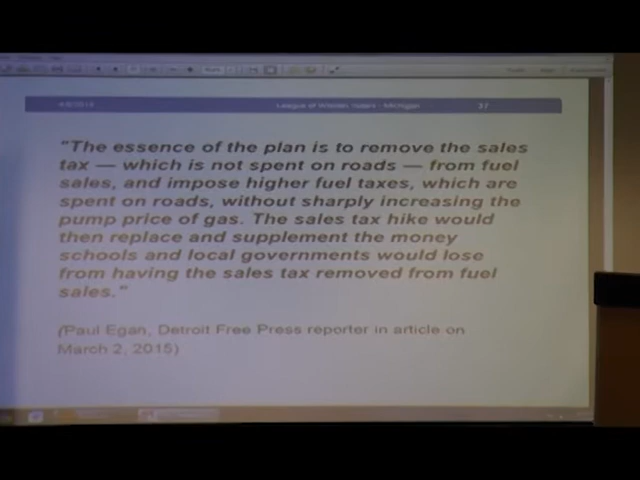 League of Women Voters - Michigan 37
"The essence of the plan is to remove the sales
tax — which is not spent on roads — from fuel
sales, and impose higher fuel taxes, which are
spent on roads, without sharply increasing the
pump price of gas. The sales tax hike would
then replace and supplement the money
schools and local governments would lose
from having the sales tax removed from fuel
sales."
(Paul Egan, Detroit Free Press reporter in article on
March 2, 2015)